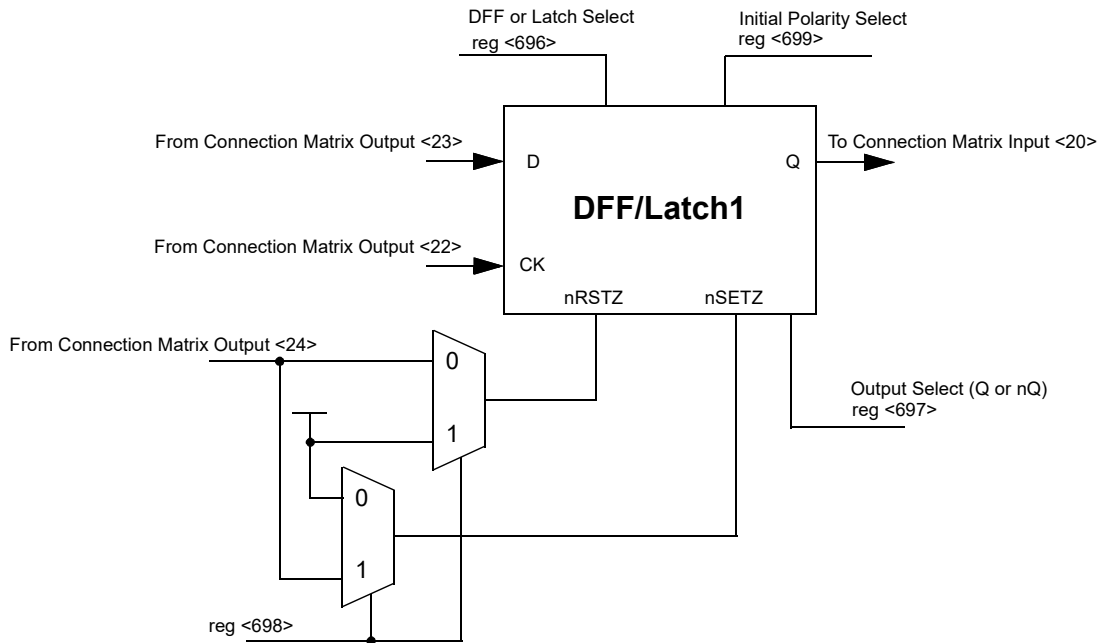 DFF or Latch Select
reg <696>
Initial Polarity Select
reg <699>
From Connection Matrix Output <23>
D
Q
To Connection Matrix Input <20>
DFF/Latch1
From Connection Matrix Output <22>
CK
nRSTZ
nSETZ
From Connection Matrix Output <24>
0
1
Output Select (Q or nQ)
reg <697>
0
1
reg <698>